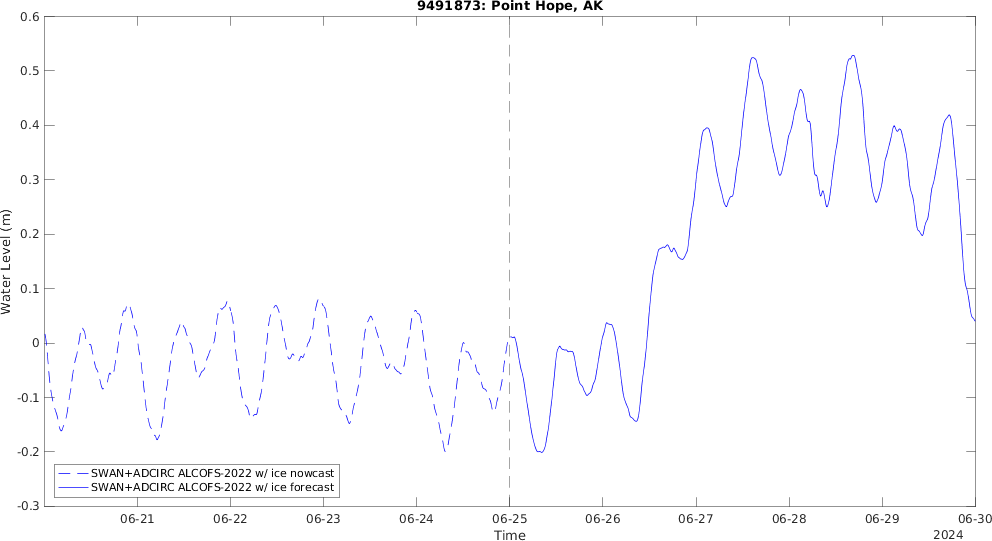 9491873: Point Hope, AK
0.6
0.5
0.4
0.3
0.2
0.1
0
-0.1
-0.2
-0.3
Water Level (m)
SWAN+ADCIRC ALCOFS-2022 w/ ice nowcast
SWAN+ADCIRC ALCOFS-2022 w/ ice forecast
06-21 06-22 06-23 06-24 06-25 06-26 06-27 06-28 06-29 06-30
Time
2024